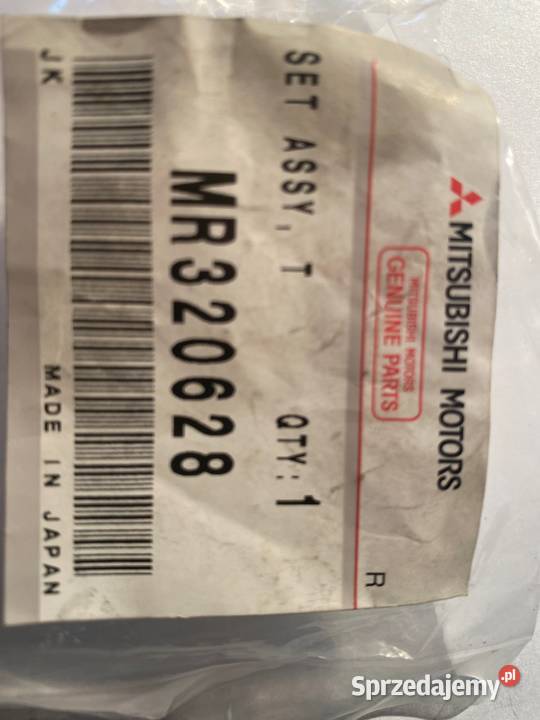 MITSUBISHI MOTORS
MITSUBISHI MOTORS
GENUINE PARTS
R
SET ASSY, T QTY:1
MR320628
JK MADE IN JAPAN
Sprzedajemy.pl